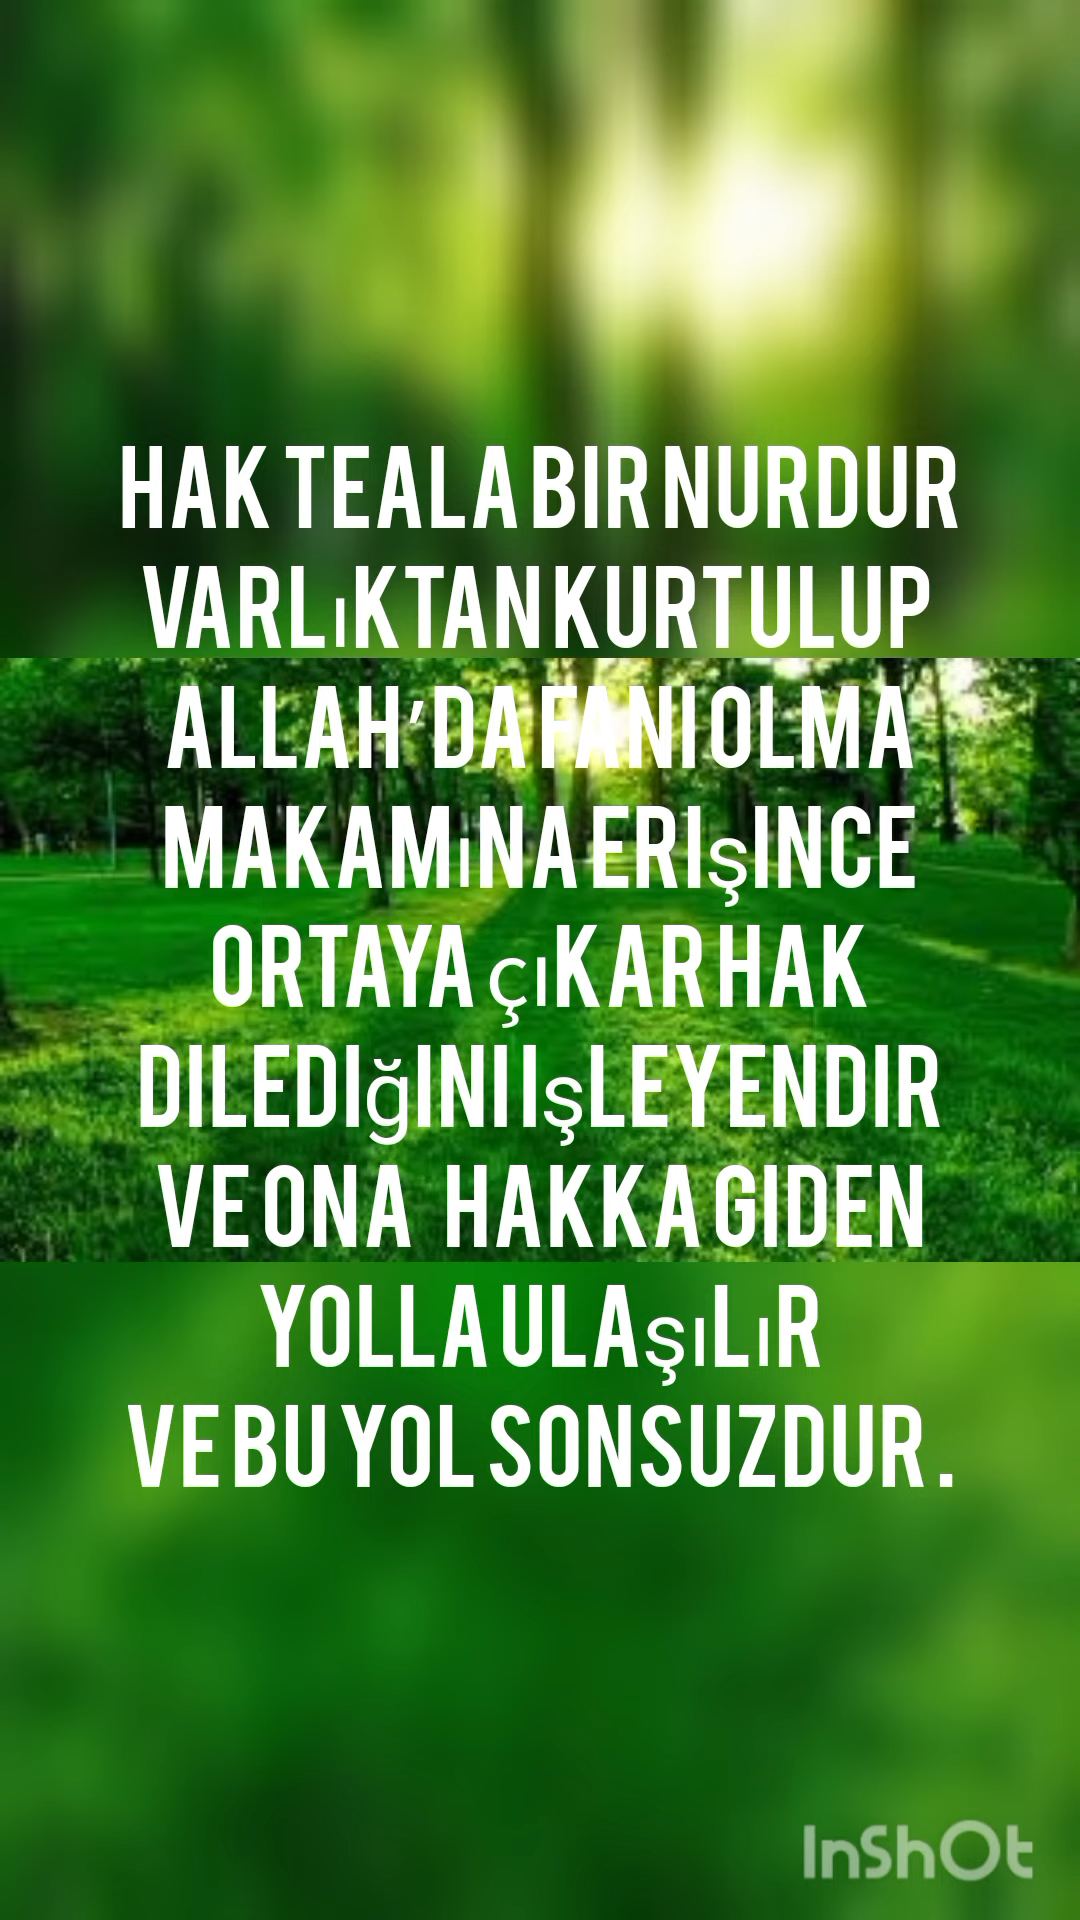 HAK TEALA BIR NURDUR
VARLıKTAN KURTULUP
ALLAH'DA FANI OLMA
MAKAMıNA ERIşINCE
ORTAYA çıKAR HAK
DILEDIğINI IşLEYENDIR
VE ONA HAKKA GIDEN
YOLLA ULAşıLıR
VE BU YOL SONSUZDUR .
InShOt